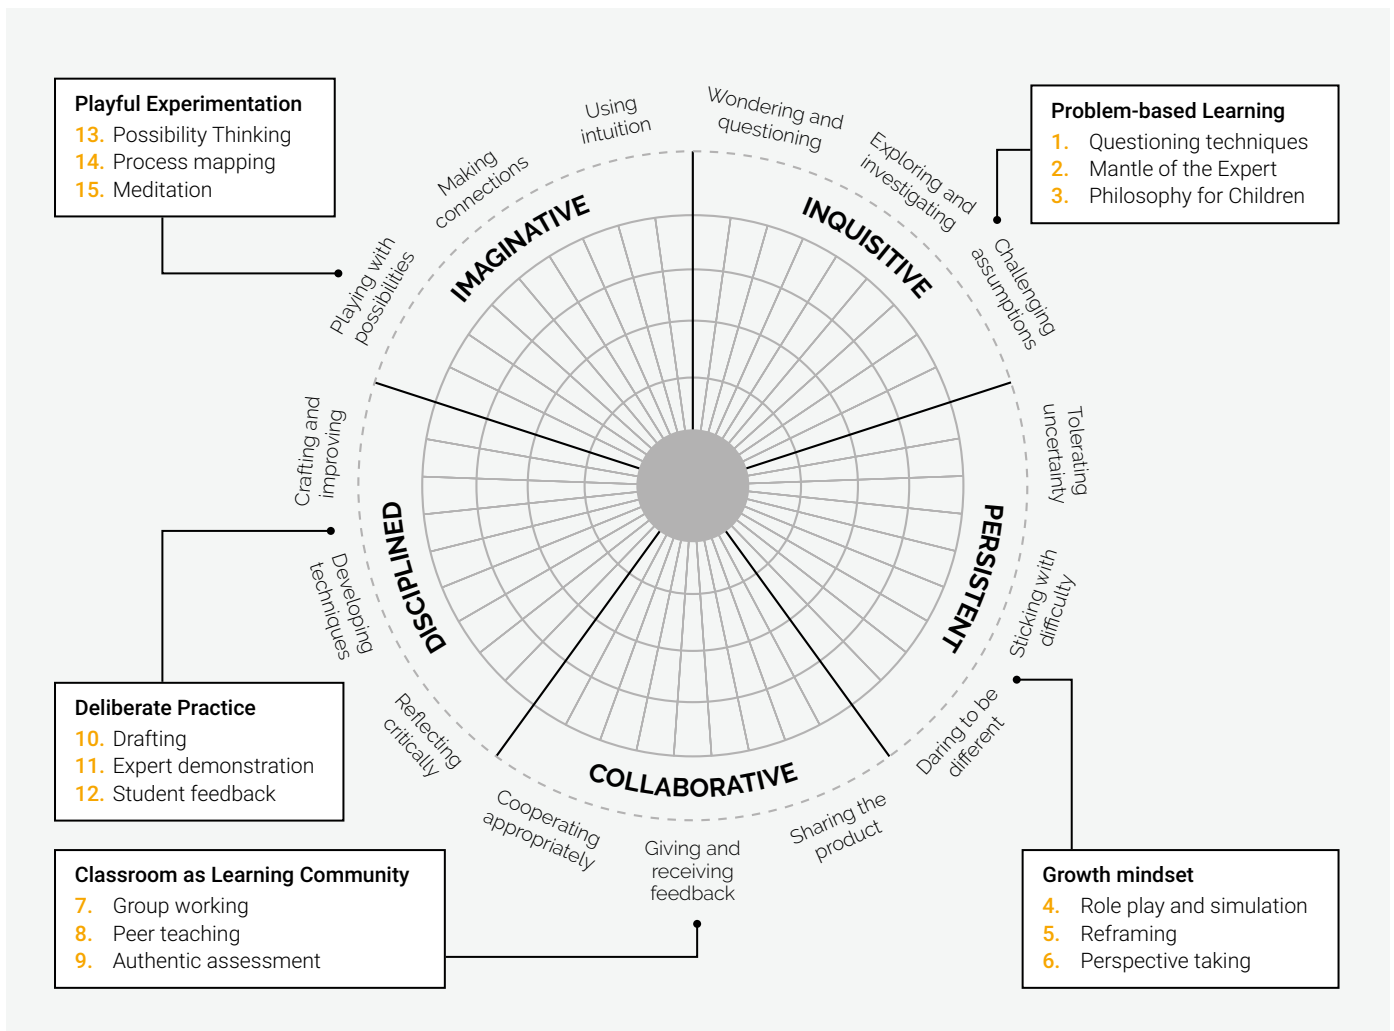 Playful Experimentation
13. Possibility Thinking
14. Process mapping
15. Meditation
Problem-based Learning
1. Questioning techniques
2. Mantle of the Expert
3. Philosophy for Children
Using
intuition
Wondering and
questioning
Making
connections
Exploring and
investigating
Playing with
possibilities
Challenging
assumptions
IMAGINATIVE
INQUISITIVE
Crafting and
improving
Tolerating
uncertainty
DISCIPLINED
PERSISTENT
Developing
techniques
Sticking with
difficulty
Reflecting
critically
Daring to be
different
COLLABORATIVE
Cooperating
appropriately
Giving and
receiving
feedback
Sharing the
product
Deliberate Practice
10. Drafting
11. Expert demonstration
12. Student feedback
Classroom as Learning Community
7. Group working
8. Peer teaching
9. Authentic assessment
Growth mindset
4. Role play and simulation
5. Reframing
6. Perspective taking